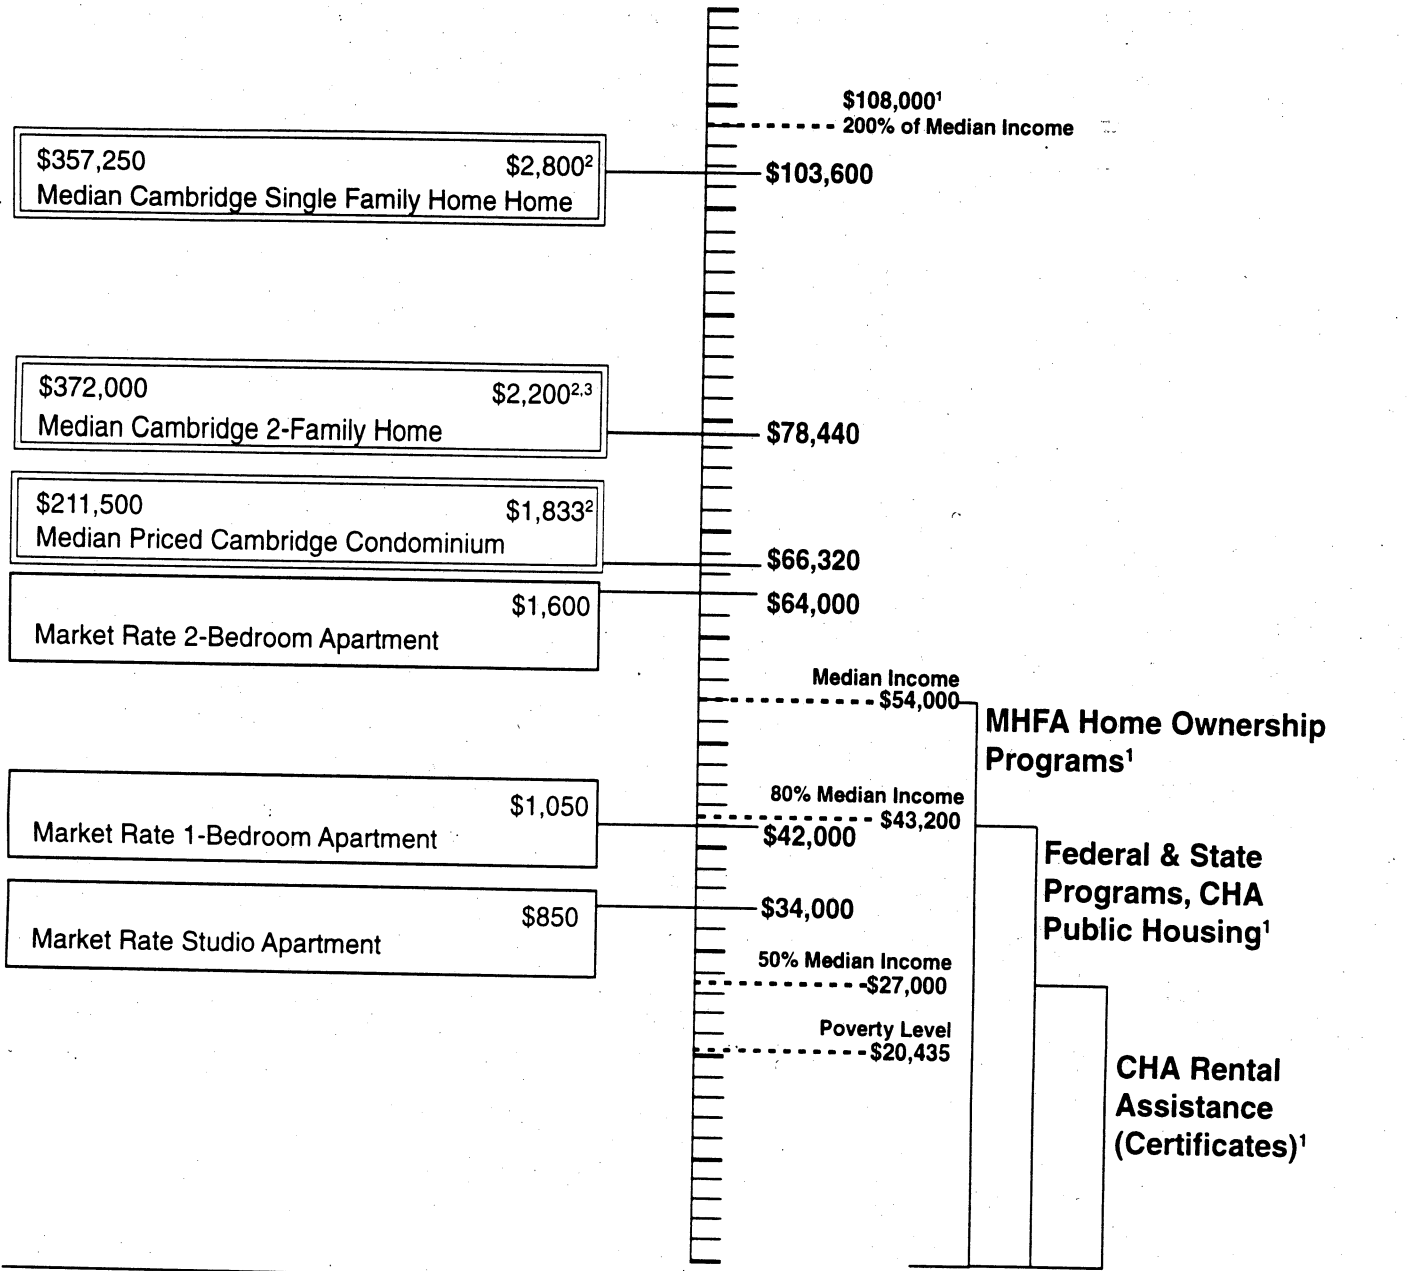 $108,000¹
200% of Median Income
$357,250 $2,800²
Median Cambridge Single Family Home Home
$103,600
$372,000 $2,200²,³
Median Cambridge 2-Family Home
$78,440
$211,500 $1,833²
Median Priced Cambridge Condominium
$66,320
$1,600
Market Rate 2-Bedroom Apartment
$64,000
Median Income
$54,000
MHFA Home Ownership
Programs¹
80% Median Income
$43,200
$1,050
Market Rate 1-Bedroom Apartment
$42,000
Federal & State
Programs, CHA
Public Housing¹
$850
Market Rate Studio Apartment
$34,000
50% Median Income
$27,000
Poverty Level
$20,435
CHA Rental
Assistance
(Certificates)¹